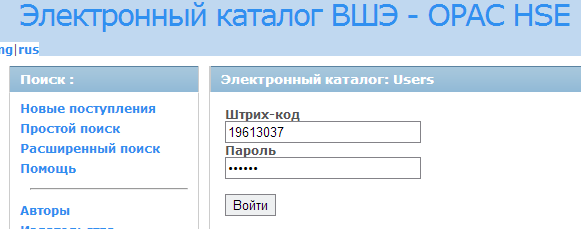 Электронный каталог ВШЭ - OPAC HSE
ng|rus
Поиск :
Новые поступления
Простой поиск
Расширенный поиск
Помощь
Авторы
Электронный каталог: Users
Штрих-код
19613037
Пароль
••••••
Войти